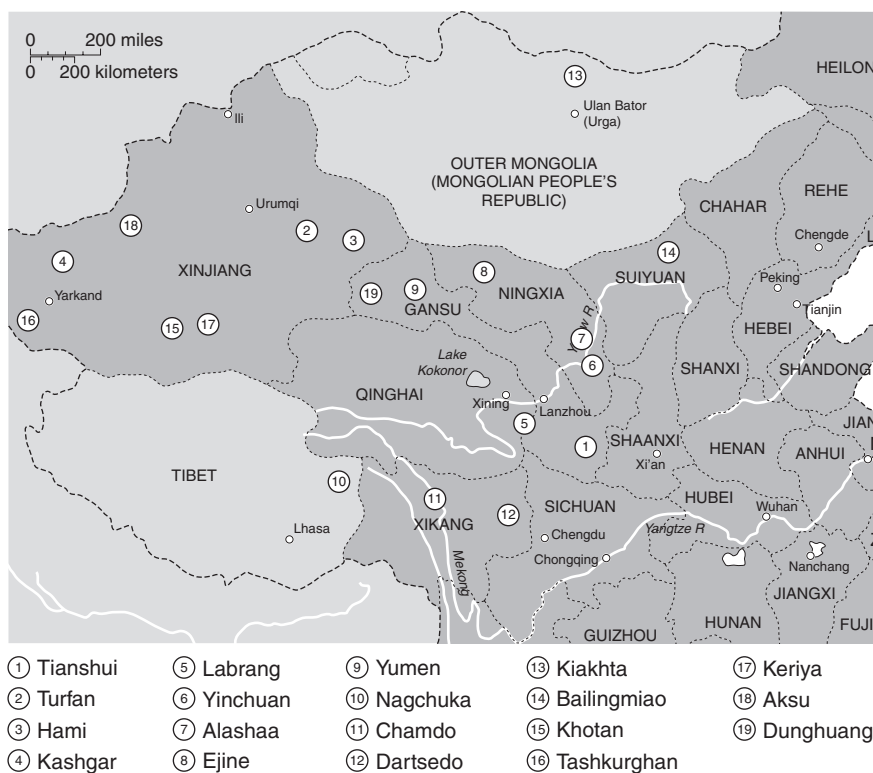 0 200 miles
0 200 kilometers
HEILON
13
Ulan Bator
(Urga)
Ili
OUTER MONGOLIA
(MONGOLIAN PEOPLE'S
REPUBLIC)
REHE
CHAHAR
Urumqi
18
2
3
Chengde
L
4
XINJIANG
14
SUIYUAN
8
NINGXIA
Peking
19
9
GANSU
Yarkand
16
15
17
Tianjin
HEBEI
Yellow R
7
6
Lake
Kokonor
SHANXI
SHANDONG
QINGHAI
Xining
Lanzhou
5
1
SHAANXI
Xi'an
JIAN
HENAN
ANHUI
TIBET
10
11
XIKANG
12
SICHUAN
HUBEI
Wuhan
Lhasa
Chengdu
Yangtze R
Chongqing
Mekong
Nanchang
JIANGXI
HUNAN
GUIZHOU
FUJI
1 Tianshui
2 Turfan
3 Hami
4 Kashgar
5 Labrang
6 Yinchuan
7 Alashaa
8 Ejine
9 Yumen
10 Nagchuka
11 Chamdo
12 Dartsedo
13 Kiakhta
14 Bailingmiao
15 Khotan
16 Tashkurghan
17 Keriya
18 Aksu
19 Dunghuang